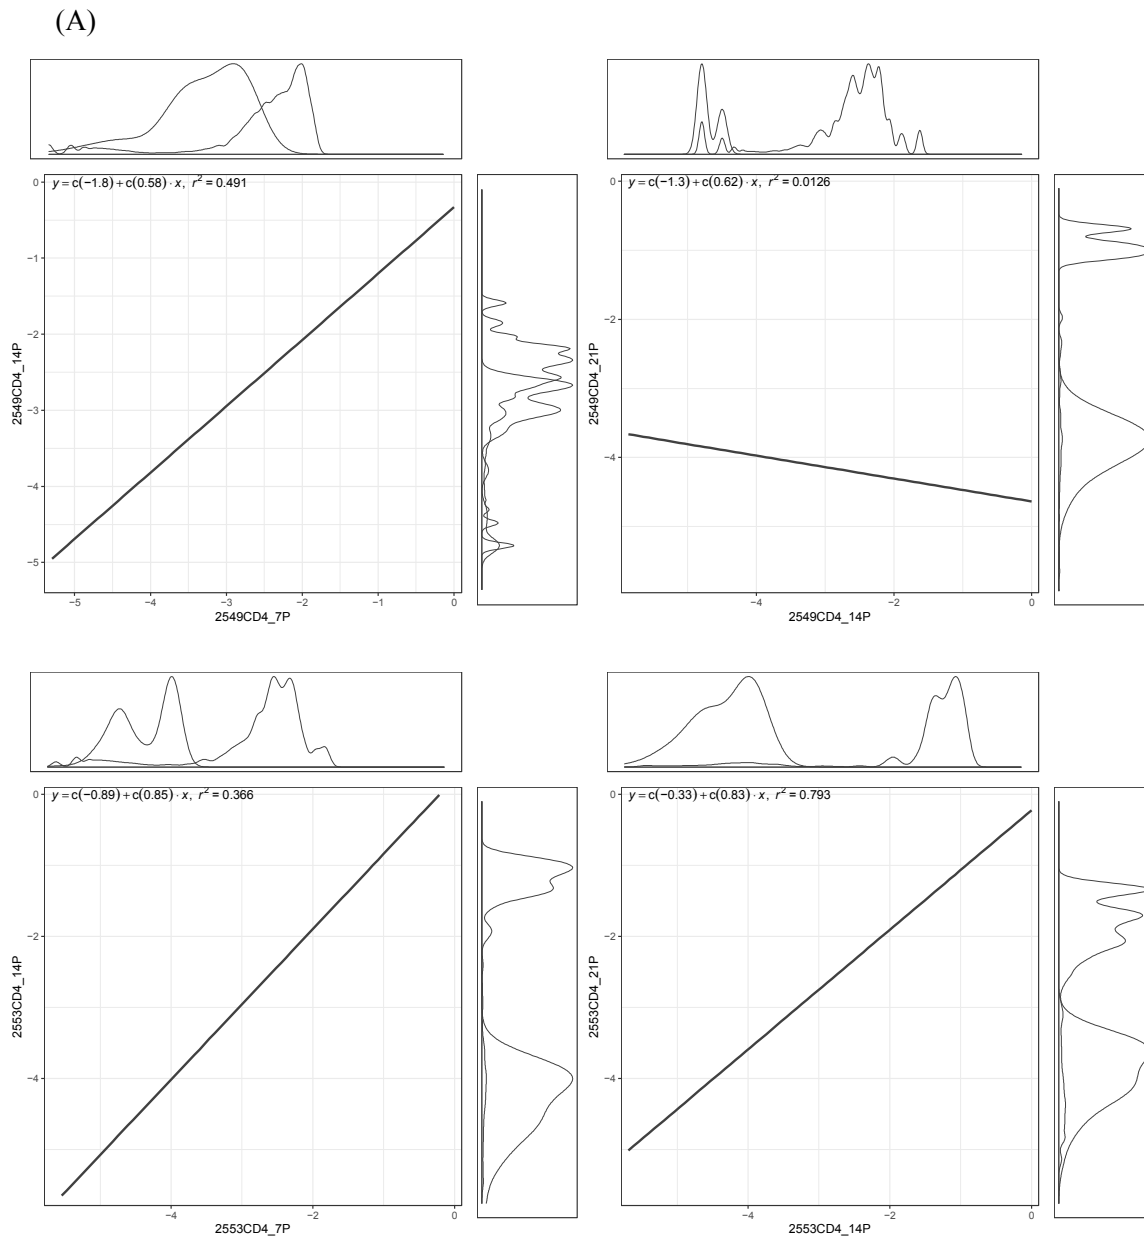 (A)
y = c(−1.8) + c(0.58) · x, r² = 0.491
0
−1
−2
−3
−4
−5
2549CD4_14P
−5
−4
−3
−2
−1
0
2549CD4_7P
y = c(−1.3) + c(0.62) · x, r² = 0.0126
0
−2
−4
2549CD4_21P
−4
−2
0
2549CD4_14P
y = c(−0.89) + c(0.85) · x, r² = 0.366
0
−2
−4
2553CD4_14P
−4
−2
0
2553CD4_7P
y = c(−0.33) + c(0.83) · x, r² = 0.793
0
−2
−4
2553CD4_21P
−4
−2
0
2553CD4_14P